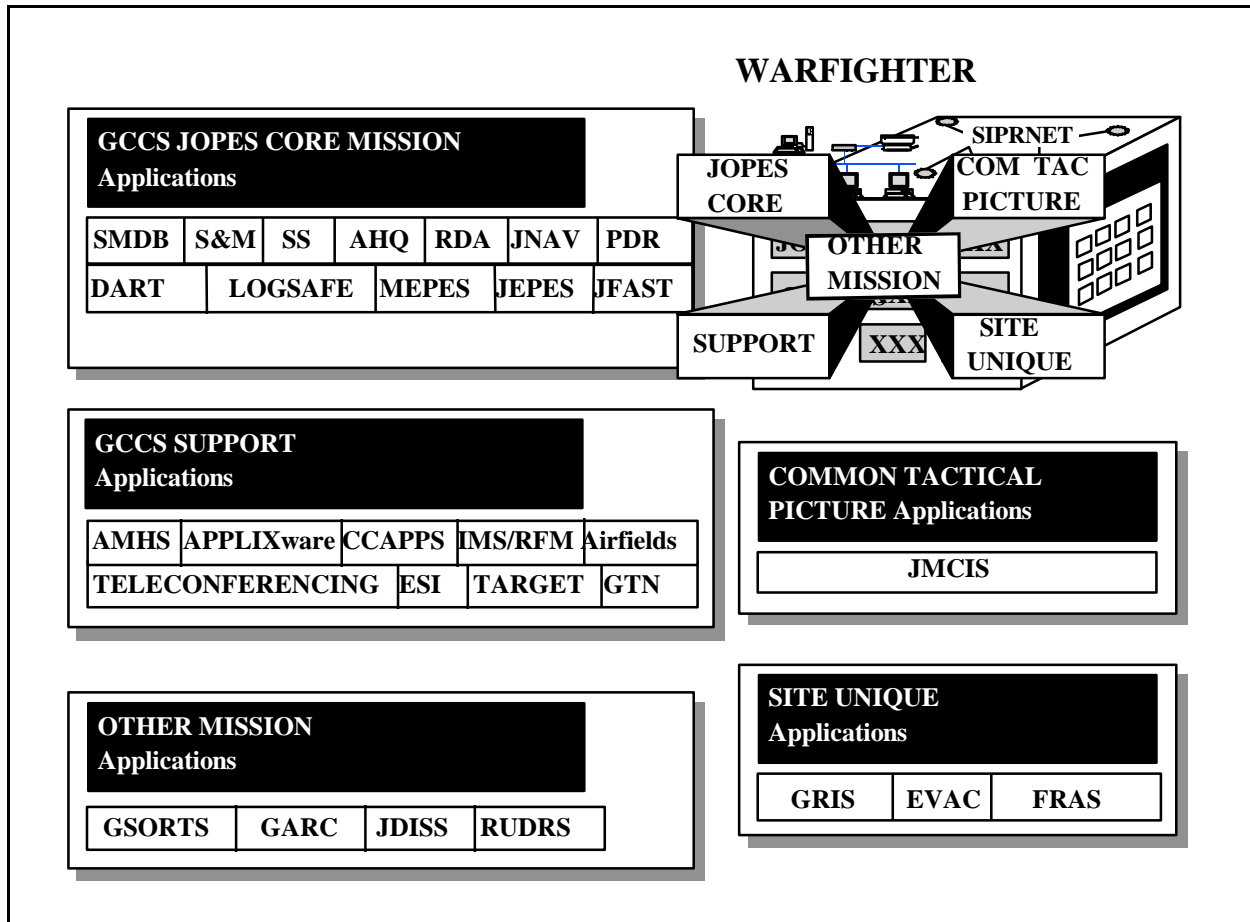 WARFIGHTER
GCCS JOPES CORE MISSION
Applications
SMDB S&M SS AHQ RDA JNAV PDR
DART LOGSAFE MEPES JEPES JFAST
SIPRNET
JOPES
CORE
COM TAC
PICTURE
OTHER
MISSION
SUPPORT
XXX
SITE
UNIQUE
GCCS SUPPORT
Applications
AMHS APPLIXware CCAPPS IMS/RFM Airfields
TELECONFERENCING ESI TARGET GTN
COMMON TACTICAL
PICTURE Applications
JMCIS
OTHER MISSION
Applications
GSORTS GARC JDISS RUDRS
SITE UNIQUE
Applications
GRIS EVAC FRAS